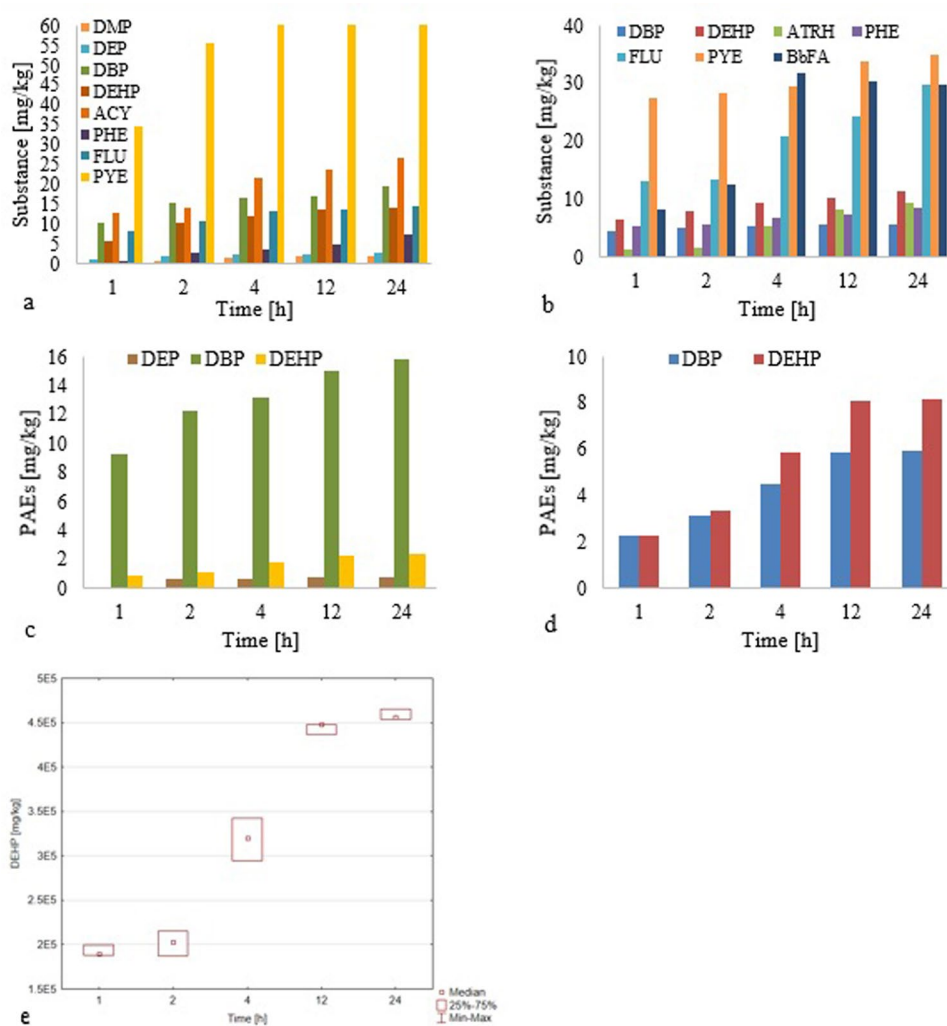 DMP
DEP
DBP
DEHP
ACY
PHE
FLU
PYE
Substance [mg/kg]
60
55
50
45
40
35
30
25
20
15
10
5
0
1 2 4 12 24
Time [h]
a
DBP DEHP ATRH PHE
FLU PYE BbFA
Substance [mg/kg]
40
30
20
10
0
1 2 4 12 24
Time [h]
b
DEP DBP DEHP
PAEs [mg/kg]
16
14
12
10
8
6
4
2
0
1 2 4 12 24
Time [h]
c
DBP DEHP
PAEs [mg/kg]
10
8
6
4
2
0
1 2 4 12 24
Time [h]
d
DEHP [mg/kg]
5E5
4.5E5
4E5
3.5E5
3E5
2.5E5
2E5
1.5E5
1 2 4 12 24
Time [h]
Median
25%-75%
Min-Max
e